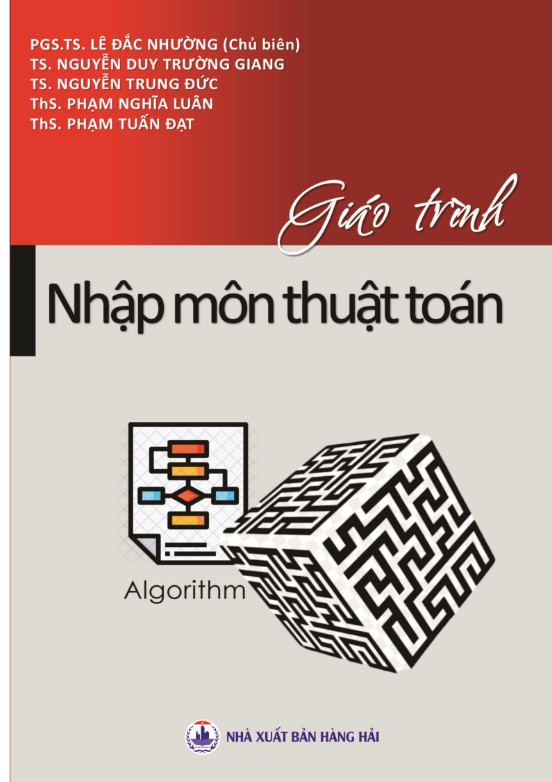 PGS.TS. LÊ ĐẮC NHƯỜNG (Chủ biên)
TS. NGUYỄN DUY TRƯỜNG GIANG
TS. NGUYỄN TRUNG ĐỨC
ThS. PHẠM NGHĨA LUÂN
ThS. PHẠM TUẤN ĐẠT
Giáo trình
Nhập môn thuật toán
Algorithm
NHÀ XUẤT BẢN HÀNG HẢI